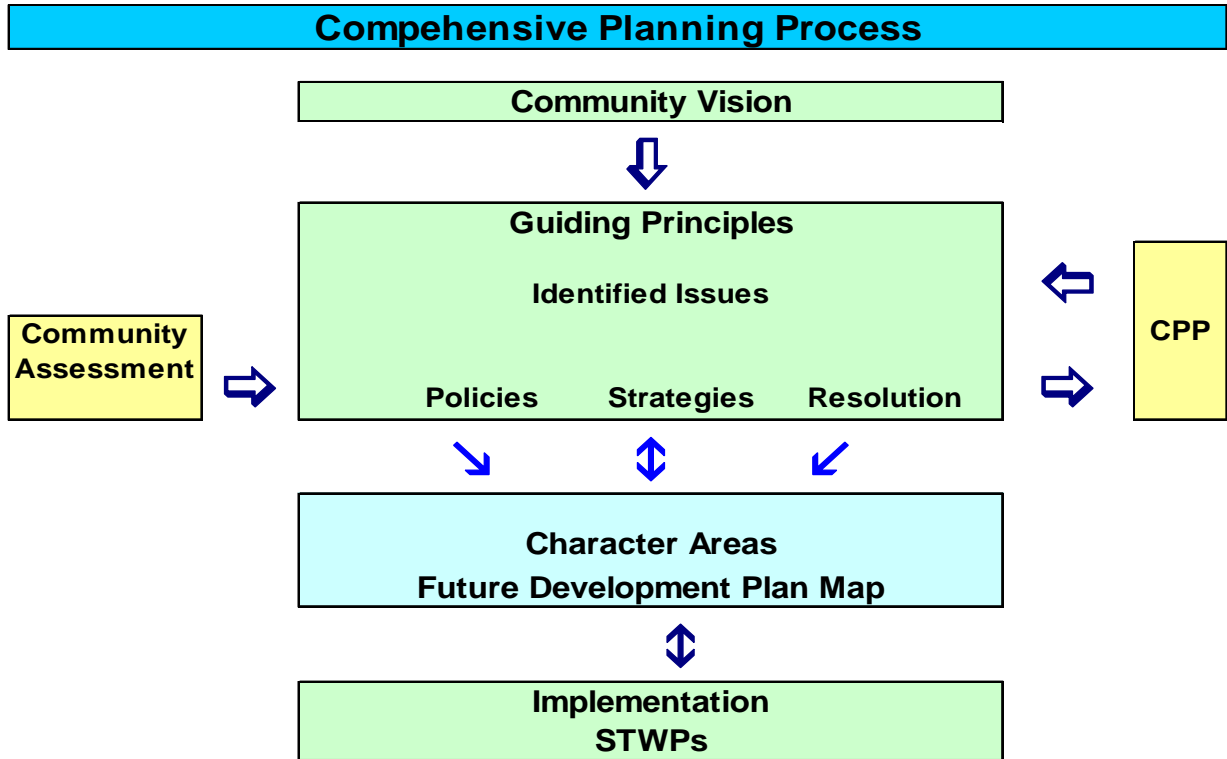 Compehensive Planning Process
Community Vision
Guiding Principles
Identified Issues
Community
Assessment
CPP
Policies Strategies Resolution
Character Areas
Future Development Plan Map
Implementation
STWPs